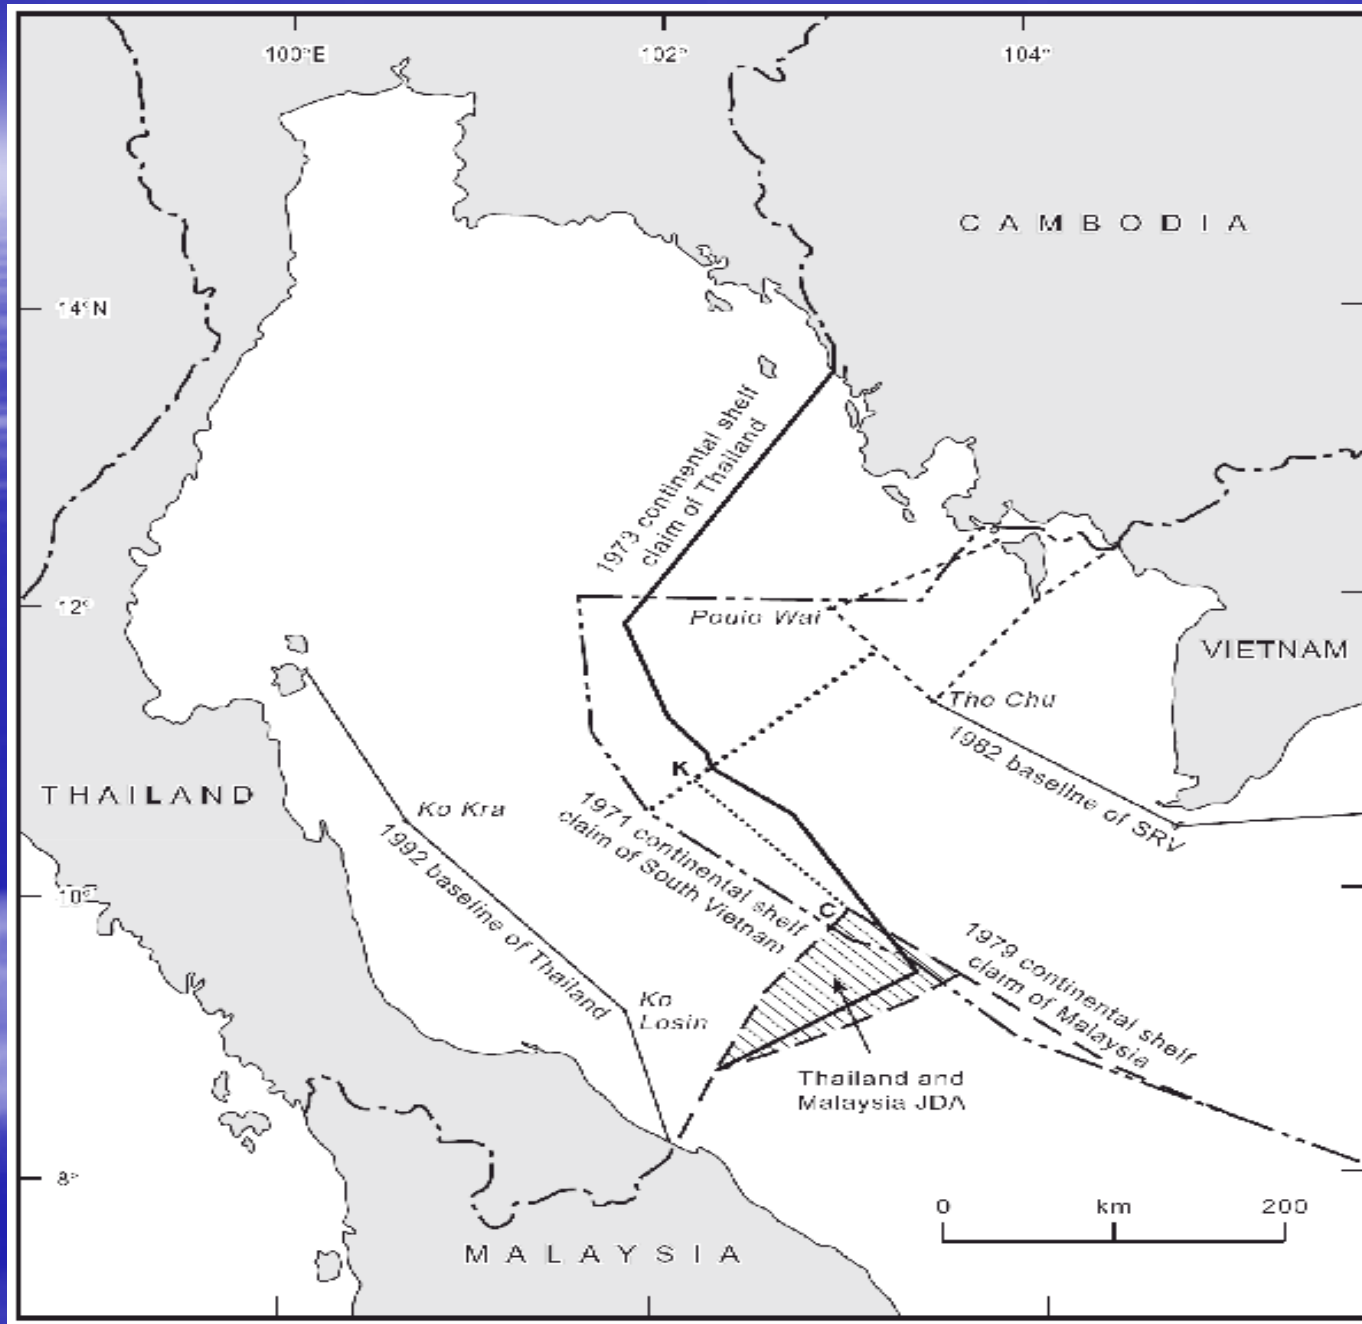 100°E
102°
104°
CAMBODIA
14°N
1973 continental shelf
claim of Thailand
12°
Pouio Wai
VIETNAM
Tho Chu
1982 baseline of SRV
THAILAND
Ko Kra
K
1971 continental shelf
claim of South Vietnam
1992 baseline of Thailand
10°
C
1979 continental shelf
claim of Malaysia
Ko
Losin
Thailand and
Malaysia JDA
8°
0 km 200
MALAYSIA